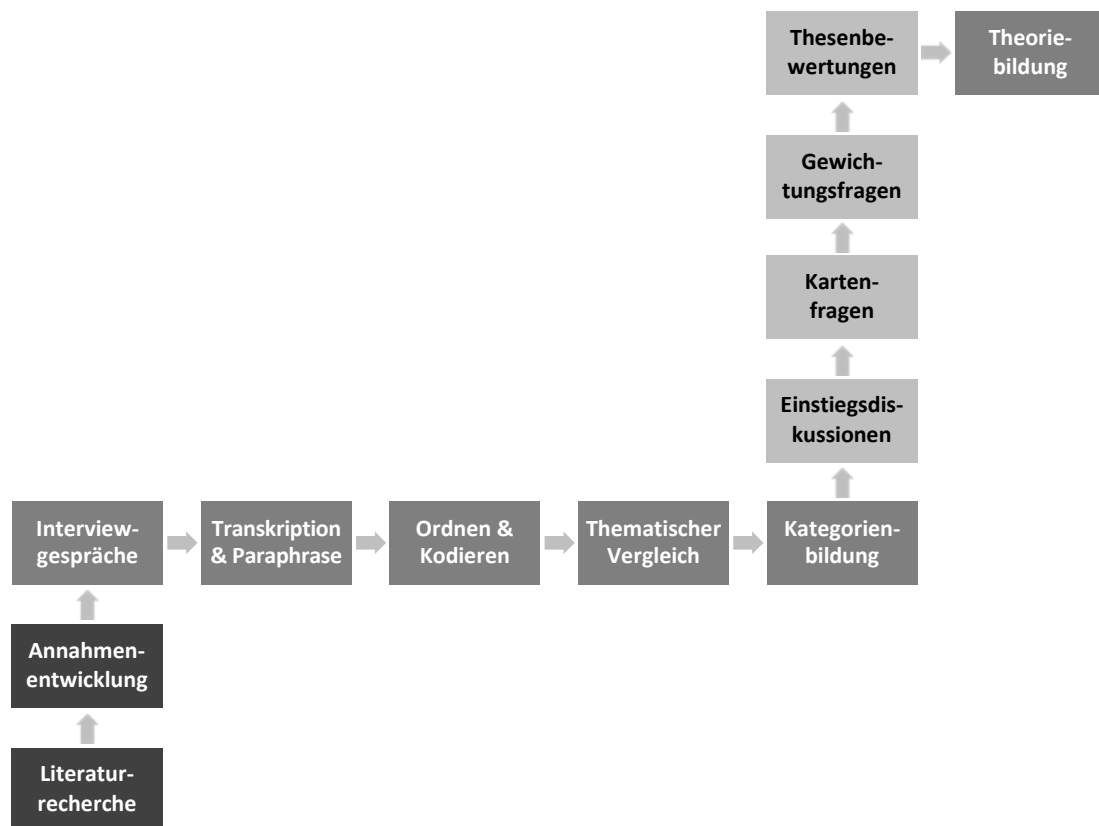 Thesenbe-
wertungen
Theorie-
bildung
Gewich-
tungsfragen
Karten-
fragen
Einstiegsdis-
kussionen
Interview-
gespräche
Transkription
& Paraphrase
Ordnen &
Kodieren
Thematischer
Vergleich
Kategorien-
bildung
Annahmen-
entwicklung
Literatur-
recherche